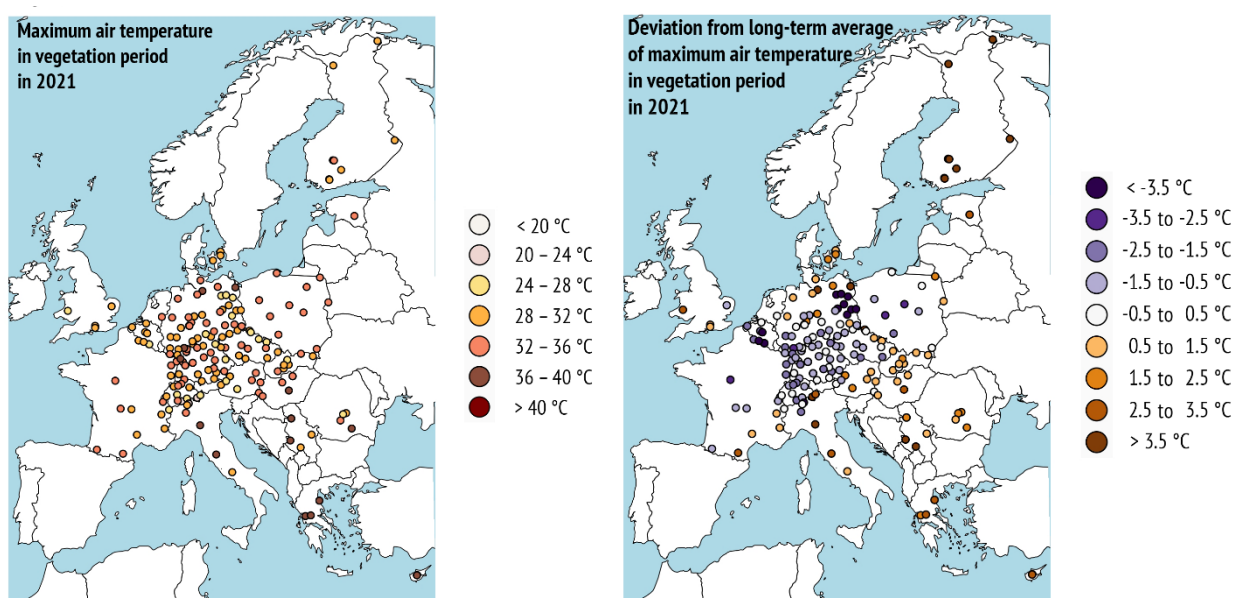 Maximum air temperature
in vegetation period
in 2021
< 20 °C
20 – 24 °C
24 – 28 °C
28 – 32 °C
32 – 36 °C
36 – 40 °C
> 40 °C
Deviation from long-term average
of maximum air temperature
in vegetation period
in 2021
< -3.5 °C
-3.5 to -2.5 °C
-2.5 to -1.5 °C
-1.5 to -0.5 °C
-0.5 to 0.5 °C
0.5 to 1.5 °C
1.5 to 2.5 °C
2.5 to 3.5 °C
> 3.5 °C